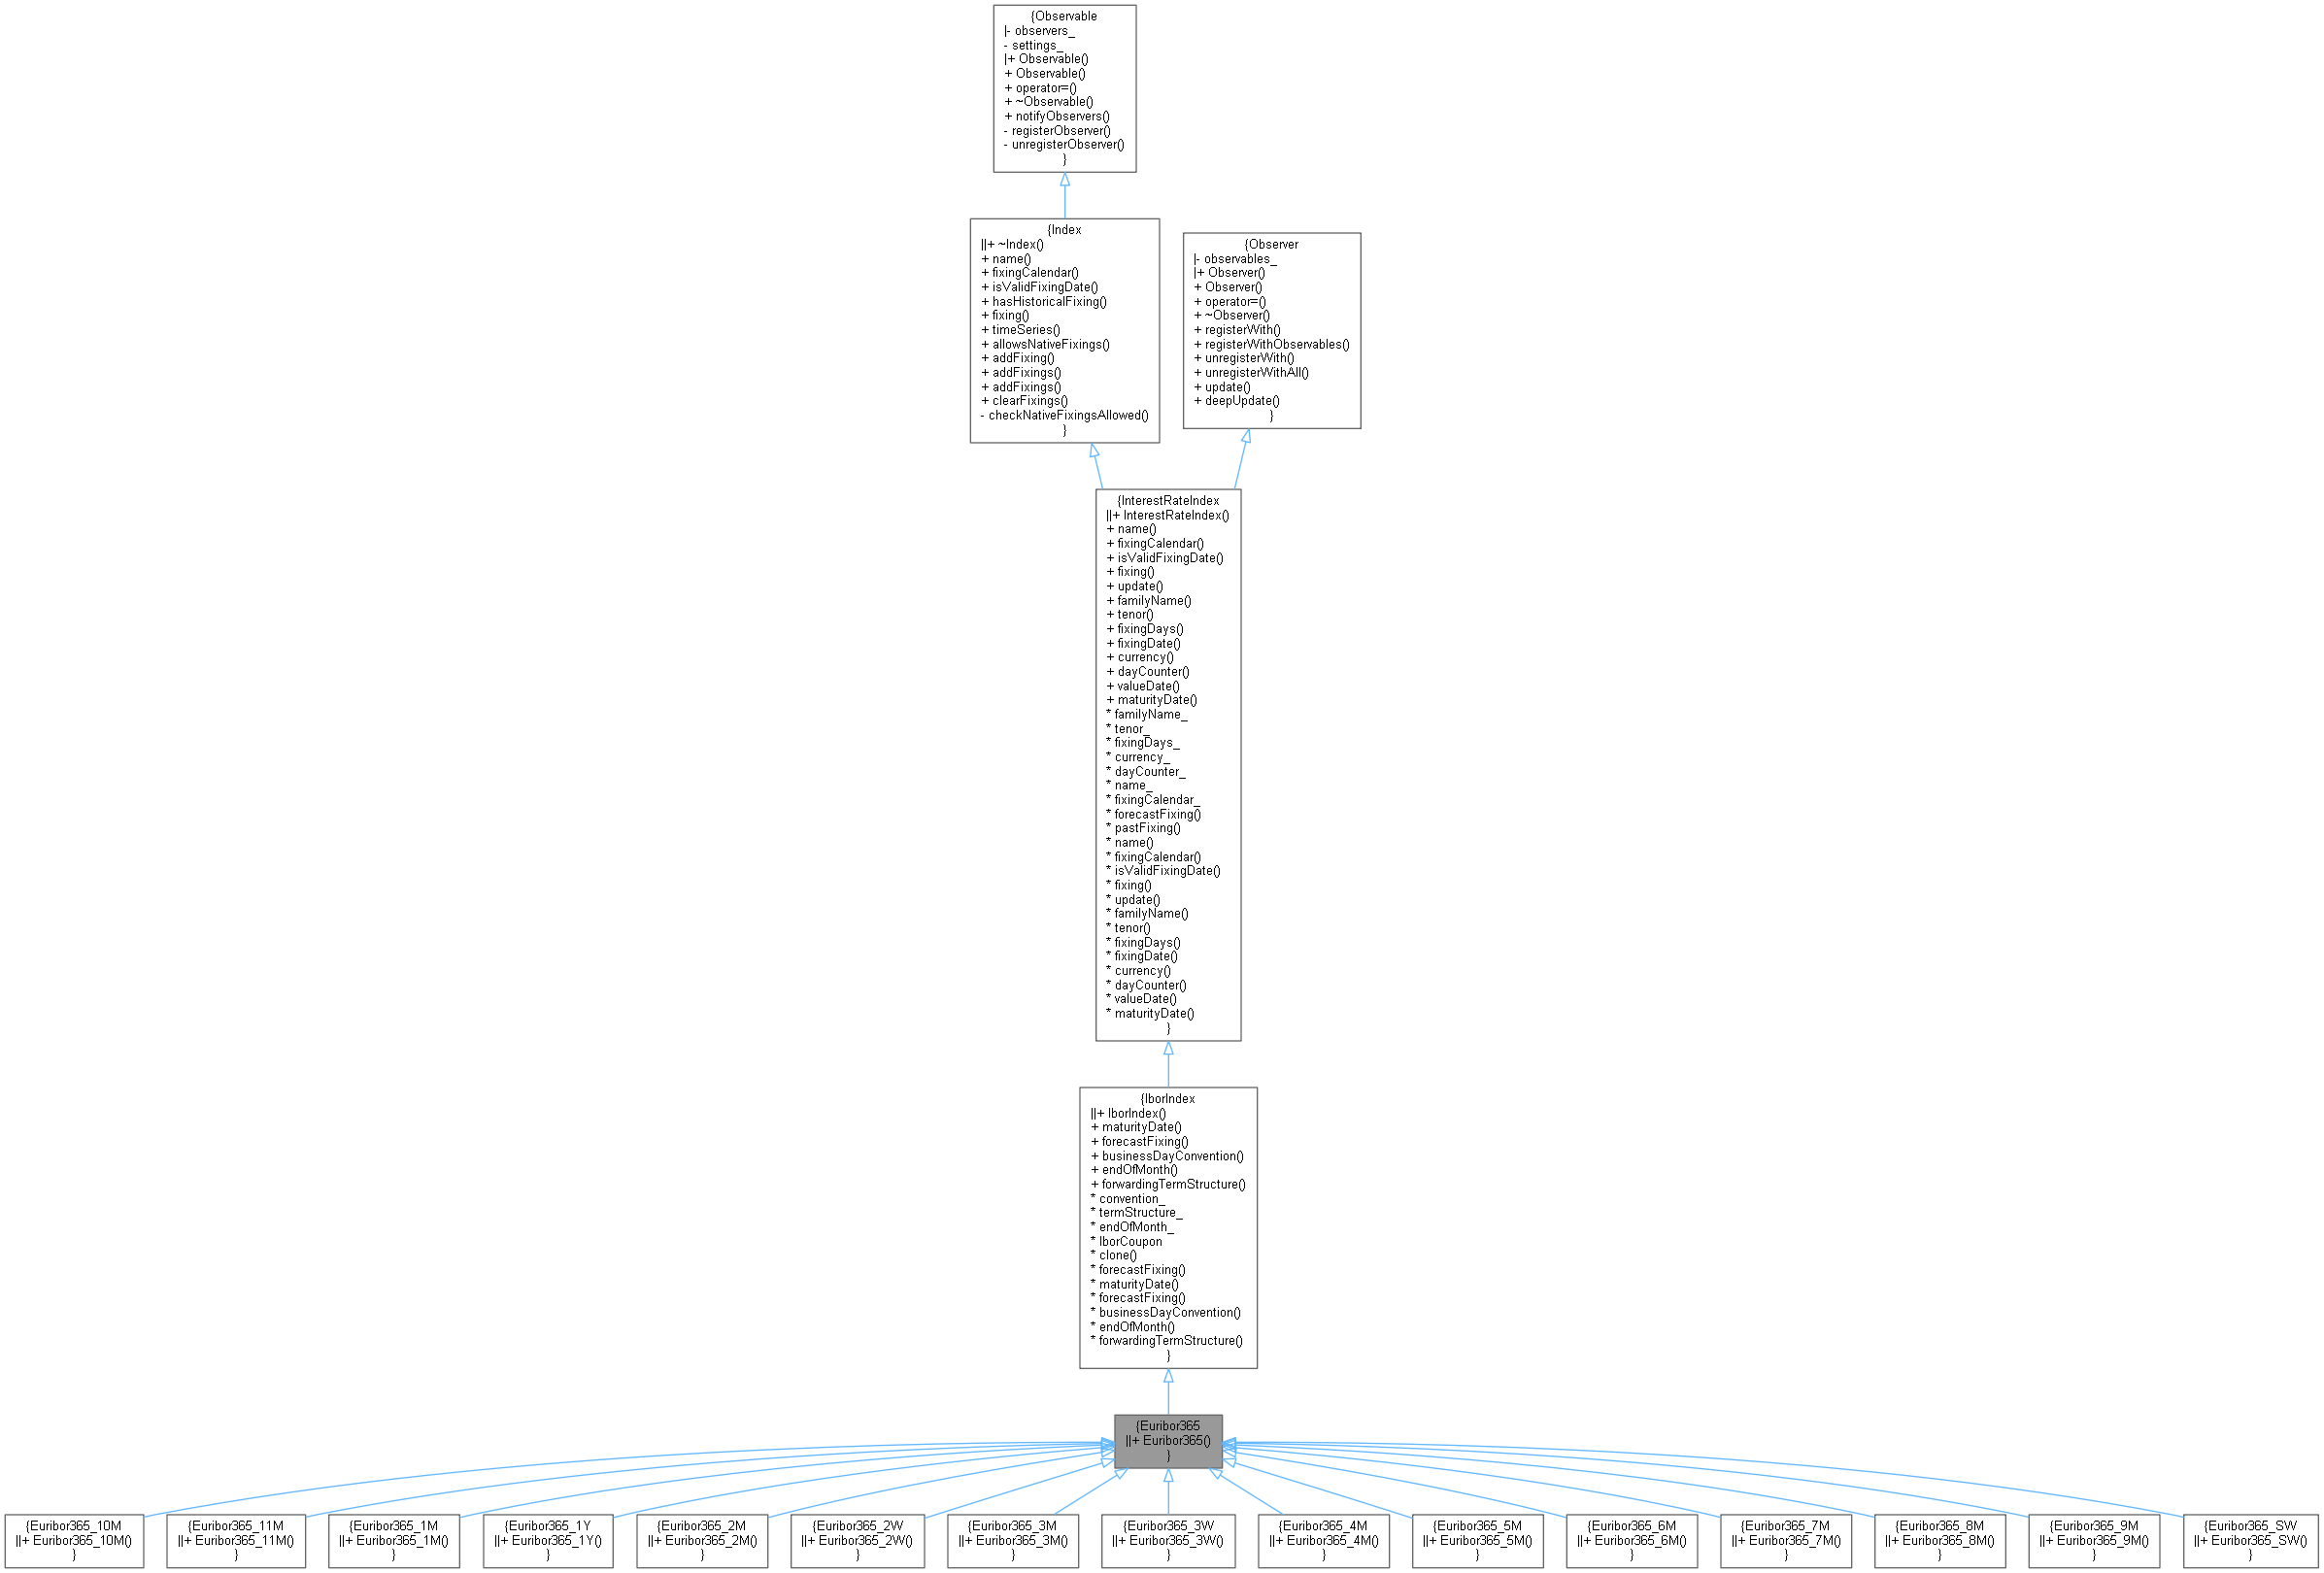 {Observable
|- observers_
- settings_
|+ Observable()
+ Observable()
+ operator=()
+ ~Observable()
+ notifyObservers()
- registerObserver()
- unregisterObserver()
}
{Index
||+ ~Index()
+ name()
+ fixingCalendar()
+ isValidFixingDate()
+ hasHistoricalFixing()
+ fixing()
+ timeSeries()
+ allowsNativeFixings()
+ addFixing()
+ addFixings()
+ addFixings()
+ clearFixings()
- checkNativeFixingsAllowed()
}
{Observer
|- observables_
|+ Observer()
+ Observer()
+ operator=()
+ ~Observer()
+ registerWith()
+ registerWithObservables()
+ unregisterWith()
+ unregisterWithAll()
+ update()
+ deepUpdate()
}
{InterestRateIndex
||+ InterestRateIndex()
+ name()
+ fixingCalendar()
+ isValidFixingDate()
+ fixing()
+ update()
+ familyName()
+ tenor()
+ fixingDays()
+ fixingDate()
+ currency()
+ dayCounter()
+ valueDate()
+ maturityDate()
* familyName_
* tenor_
* fixingDays_
* currency_
* dayCounter_
* name_
* fixingCalendar_
* forecastFixing()
* pastFixing()
* name()
* fixingCalendar()
* isValidFixingDate()
* fixing()
* update()
* familyName()
* tenor()
* fixingDays()
* fixingDate()
* currency()
* dayCounter()
* valueDate()
* maturityDate()
}
{IborIndex
||+ IborIndex()
+ maturityDate()
+ forecastFixing()
+ businessDayConvention()
+ endOfMonth()
+ forwardingTermStructure()
* convention_
* termStructure_
* endOfMonth_
* IborCoupon
* clone()
* forecastFixing()
* maturityDate()
* forecastFixing()
* businessDayConvention()
* endOfMonth()
* forwardingTermStructure()
}
{Euribor365
||+ Euribor365()
}
{Euribor365_10M
||+ Euribor365_10M()
}
{Euribor365_11M
||+ Euribor365_11M()
}
{Euribor365_1M
||+ Euribor365_1M()
}
{Euribor365_1Y
||+ Euribor365_1Y()
}
{Euribor365_2M
||+ Euribor365_2M()
}
{Euribor365_2W
||+ Euribor365_2W()
}
{Euribor365_3M
||+ Euribor365_3M()
}
{Euribor365_3W
||+ Euribor365_3W()
}
{Euribor365_4M
||+ Euribor365_4M()
}
{Euribor365_5M
||+ Euribor365_5M()
}
{Euribor365_6M
||+ Euribor365_6M()
}
{Euribor365_7M
||+ Euribor365_7M()
}
{Euribor365_8M
||+ Euribor365_8M()
}
{Euribor365_9M
||+ Euribor365_9M()
}
{Euribor365_SW
||+ Euribor365_SW()
}